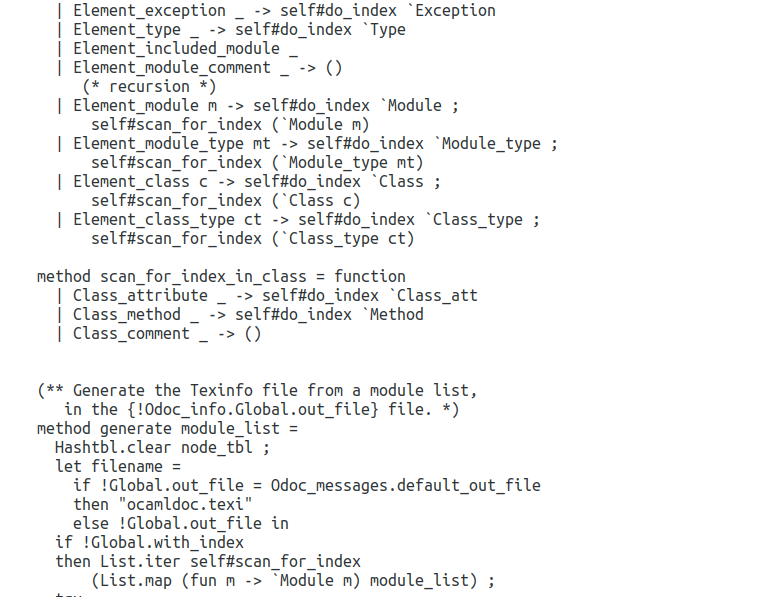 | Element_exception _ -> self#do_index `Exception
| Element_type _ -> self#do_index `Type
| Element_included_module _
| Element_module_comment _ -> ()
(* recursion *)
| Element_module m -> self#do_index `Module ;
self#scan_for_index (`Module m)
| Element_module_type mt -> self#do_index `Module_type ;
self#scan_for_index (`Module_type mt)
| Element_class c -> self#do_index `Class ;
self#scan_for_index (`Class c)
| Element_class_type ct -> self#do_index `Class_type ;
self#scan_for_index (`Class_type ct)
method scan_for_index_in_class = function
| Class_attribute _ -> self#do_index `Class_att
| Class_method _ -> self#do_index `Method
| Class_comment _ -> ()
(** Generate the Texinfo file from a module list,
in the {!Odoc_info.Global.out_file} file. *)
method generate module_list =
Hashtbl.clear node_tbl ;
let filename =
if !Global.out_file = Odoc_messages.default_out_file
then "ocamldoc.texi"
else !Global.out_file in
if !Global.with_index
then List.iter self#scan_for_index
(List.map (fun m -> `Module m) module_list) ;